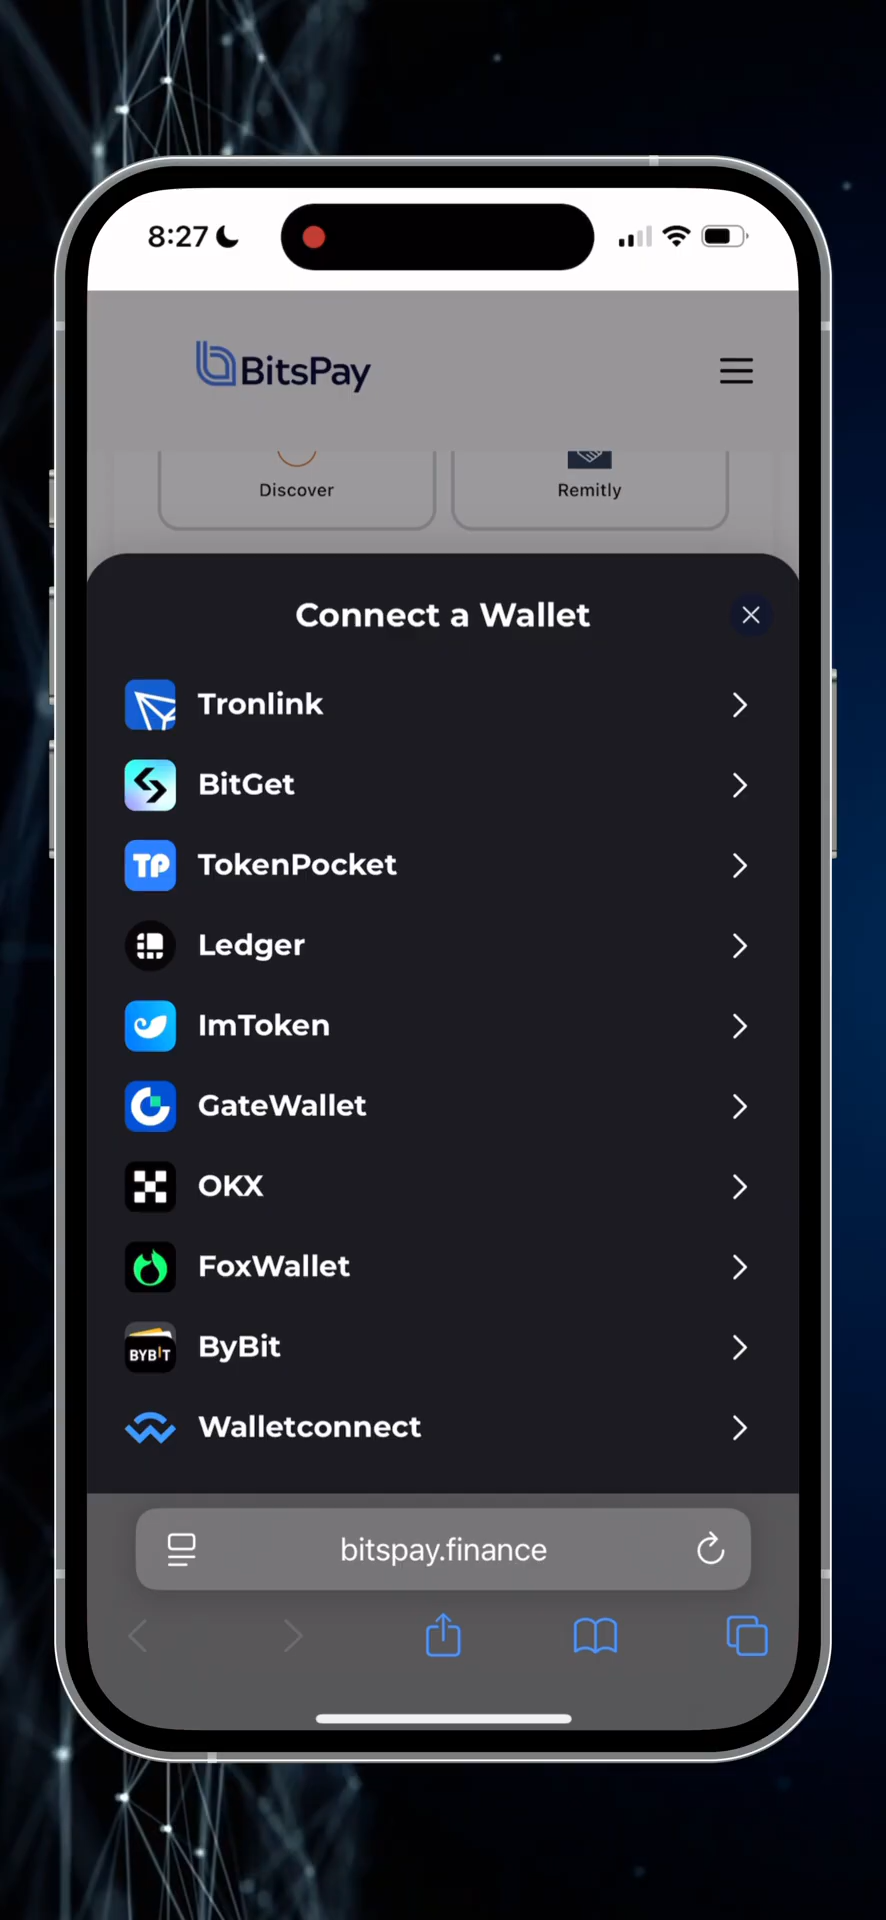 8:27
BitsPay
Discover
Remitly
Connect a Wallet
Tronlink
BitGet
TP
TokenPocket
Ledger
ImToken
GateWallet
OKX
FoxWallet
BYBIT
ByBit
Walletconnect
bitspay.finance